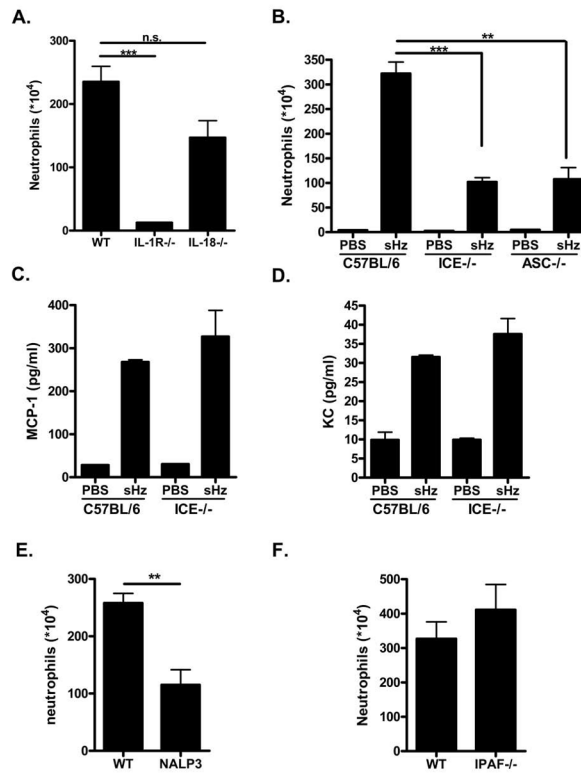 A.
n.s.
***
Neutrophils (*10⁴)
300
200
100
0
WT IL-1R-/- IL-18-/-
B.
**
***
Neutrophils (*10⁴)
350
300
250
200
150
100
50
0
PBS sHz PBS sHz PBS sHz
C57BL/6 ICE-/- ASC-/-
C.
MCP-1 (pg/ml)
400
300
200
100
0
PBS sHz PBS sHz
C57BL/6 ICE-/-
D.
KC (pg/ml)
45
40
35
30
25
20
15
10
5
0
PBS sHz PBS sHz
C57BL/6 ICE-/-
E.
**
neutrophils (*10⁴)
300
200
100
0
WT NALP3
F.
Neutrophils (*10⁴)
500
400
300
200
100
0
WT IPAF-/-